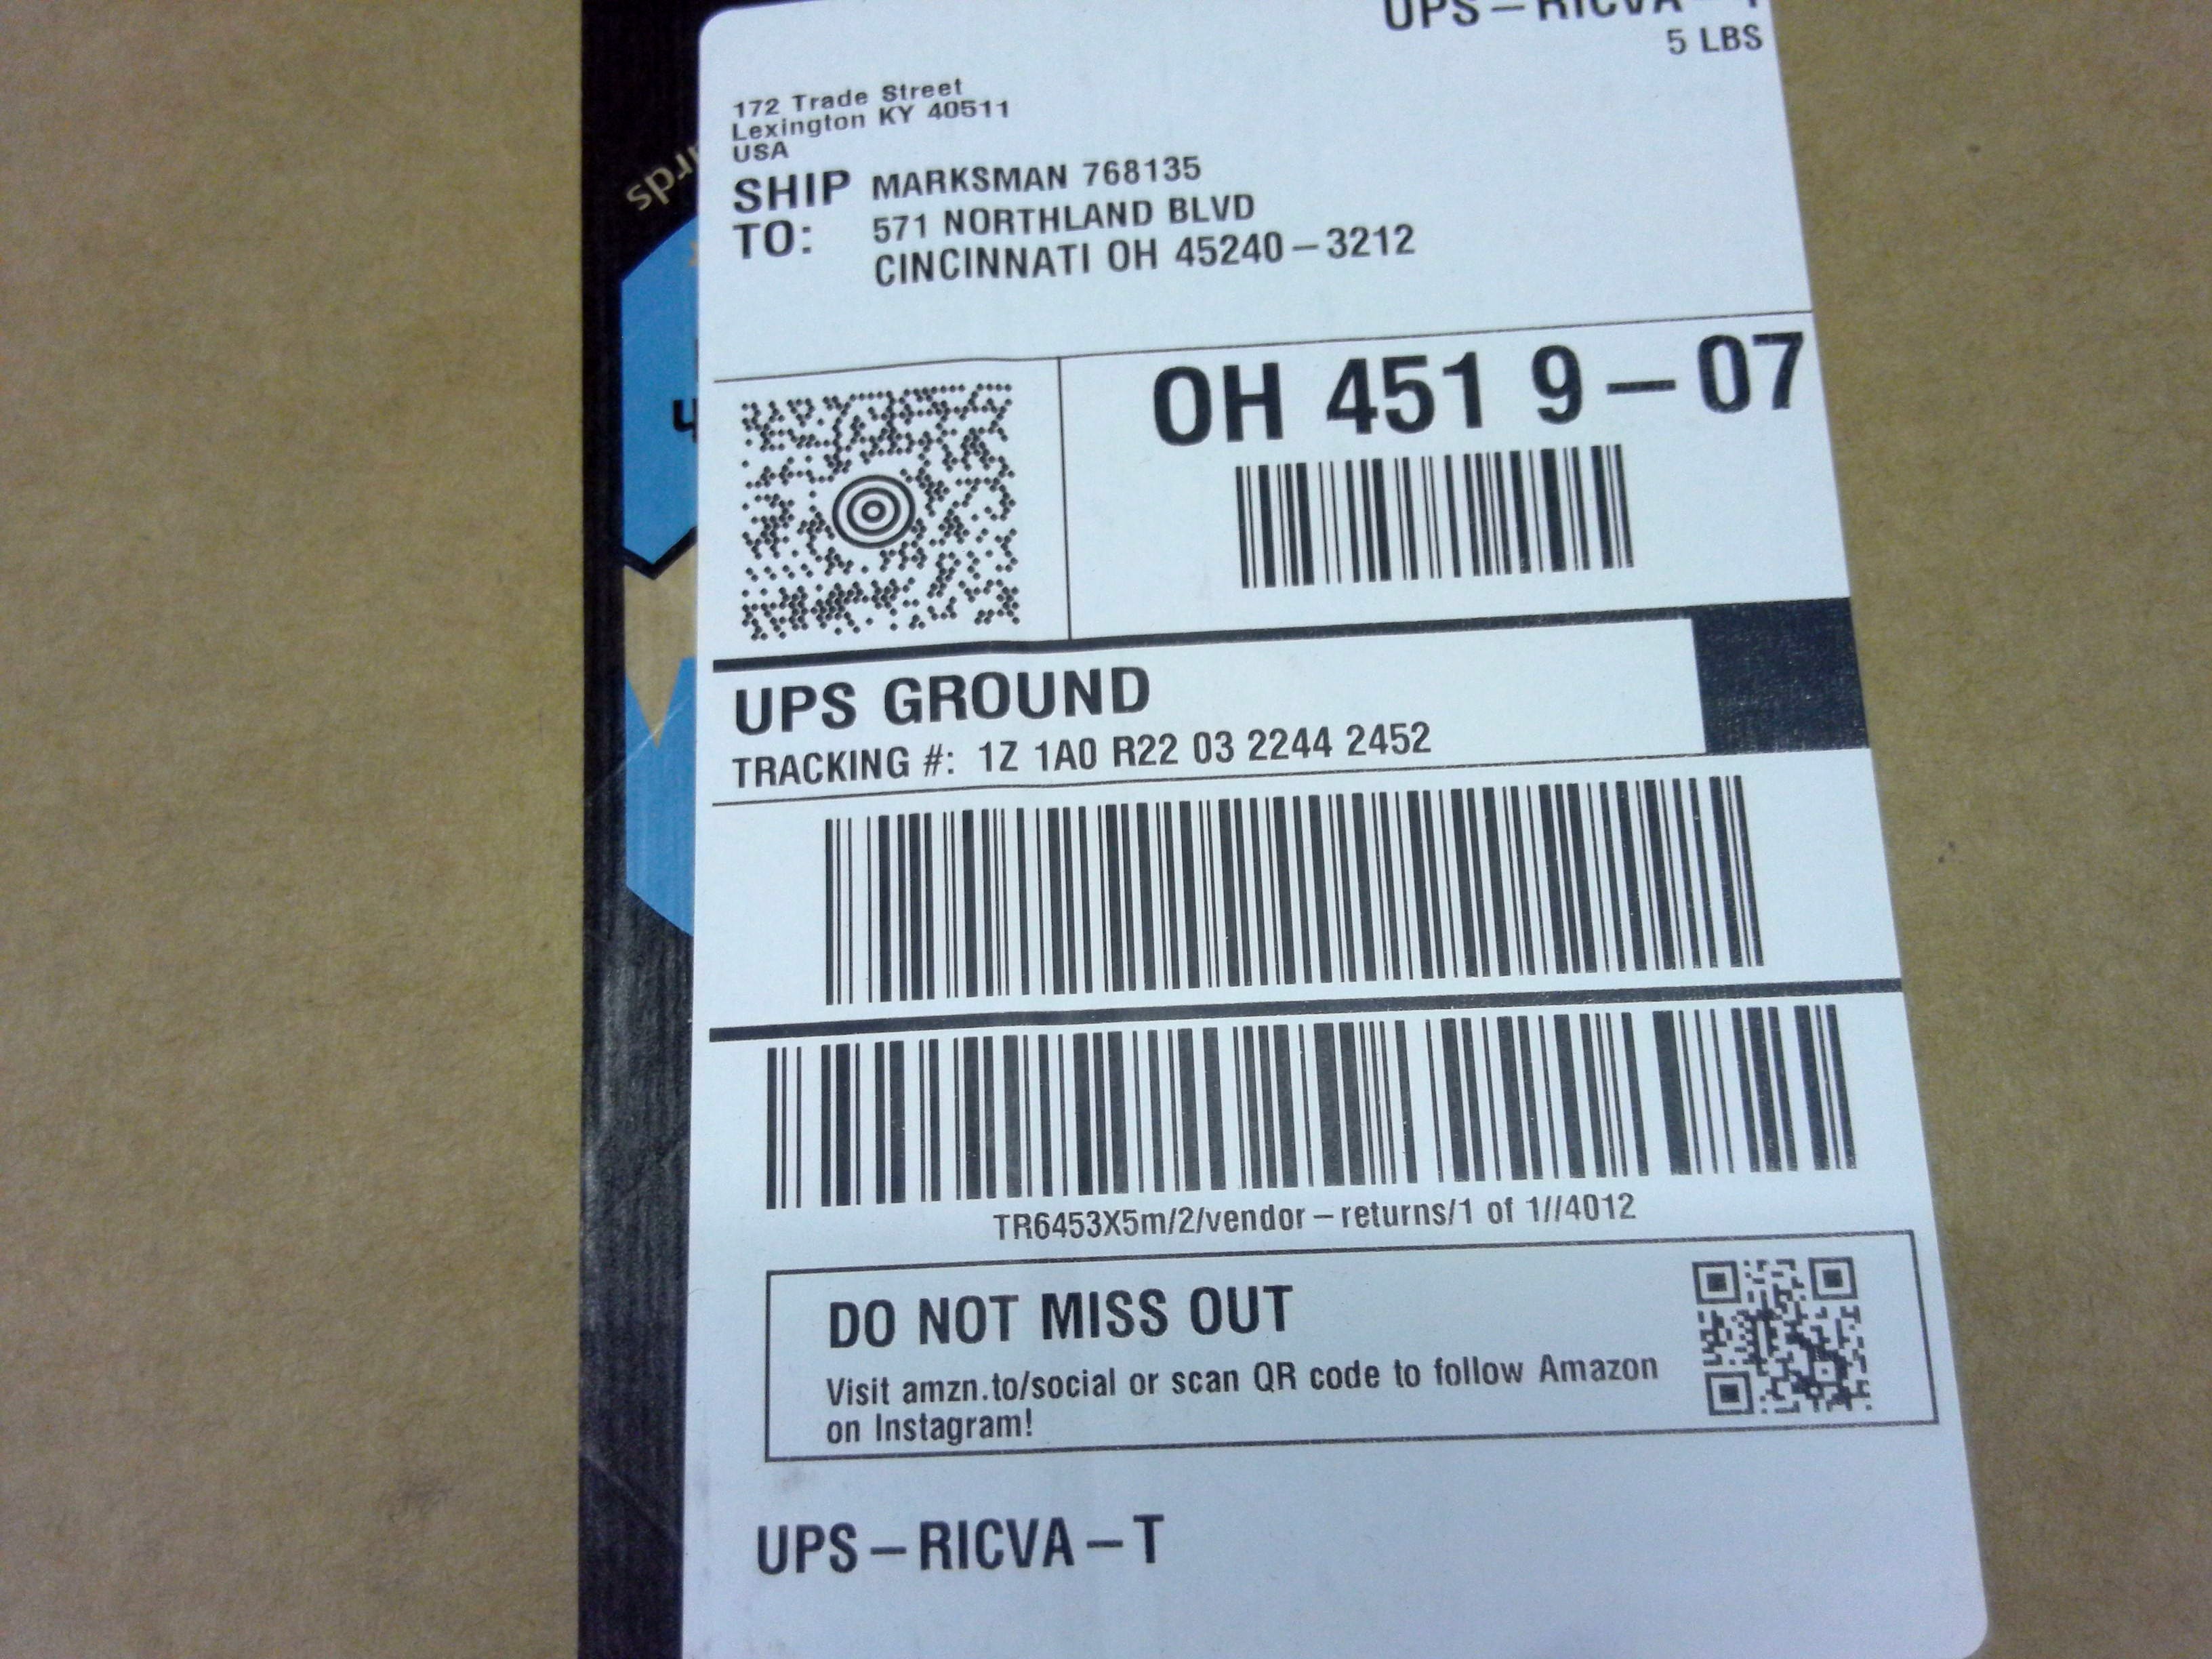 UPS-RICVA-T
5 LBS
172 Trade Street
Lexington KY 40511
USA
SHIP TO:
MARKSMAN 768135
571 NORTHLAND BLVD
CINCINNATI OH 45240-3212
OH 451 9-07
UPS GROUND
TRACKING #: 1Z 1A0 R22 03 2244 2452
TR6453X5m/2/vendor-returns/1 of 1//4012
DO NOT MISS OUT
Visit amzn.to/social or scan QR code to follow Amazon
on Instagram!
UPS-RICVA-T